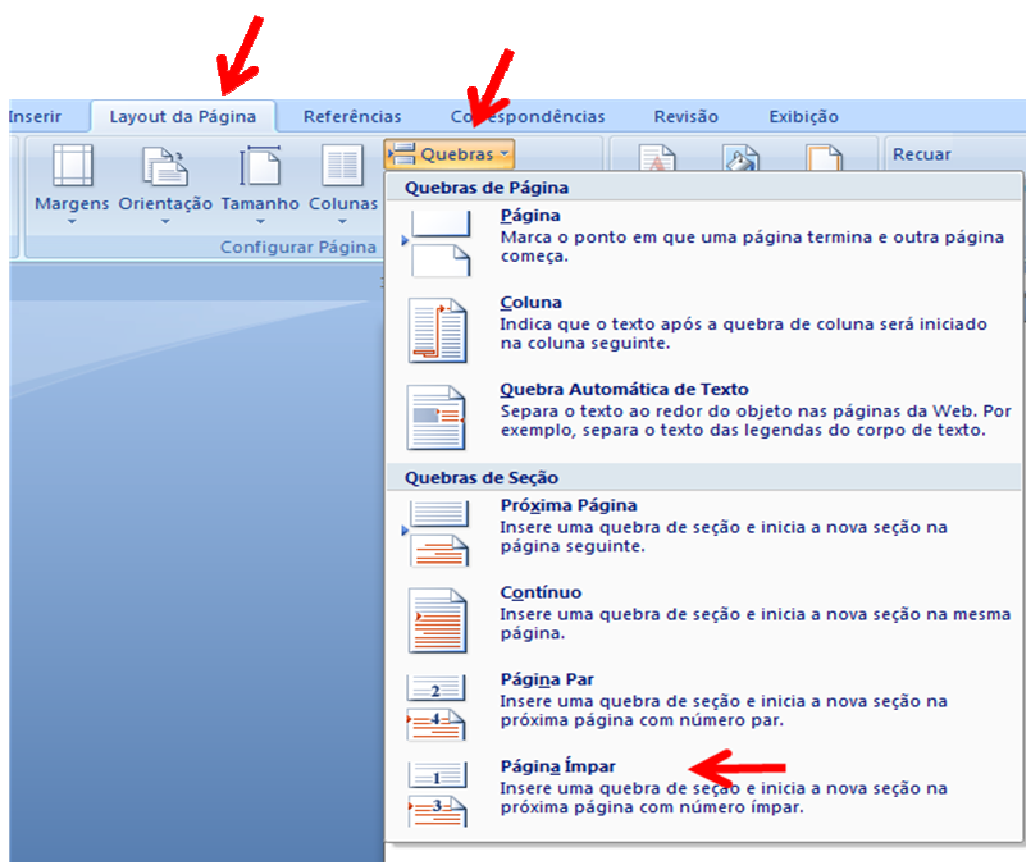 Inserir Layout da Página Referências Correspondências Revisão Exibição
Quebras Recuar
Margens Orientação Tamanho Colunas
Configurar Página
Quebras de Página
Página
Marca o ponto em que uma página termina e outra página
começa.
Coluna
Indica que o texto após a quebra de coluna será iniciado
na coluna seguinte.
Quebra Automática de Texto
Separa o texto ao redor do objeto nas páginas da Web. Por
exemplo, separa o texto das legendas do corpo de texto.
Quebras de Seção
Próxima Página
Insere uma quebra de seção e inicia a nova seção na
página seguinte.
Contínuo
Insere uma quebra de seção e inicia a nova seção na mesma
página.
Página Par
2
4
Insere uma quebra de seção e inicia a nova seção na
próxima página com número par.
Página Ímpar
1
3
Insere uma quebra de seção e inicia a nova seção na
próxima página com número ímpar.